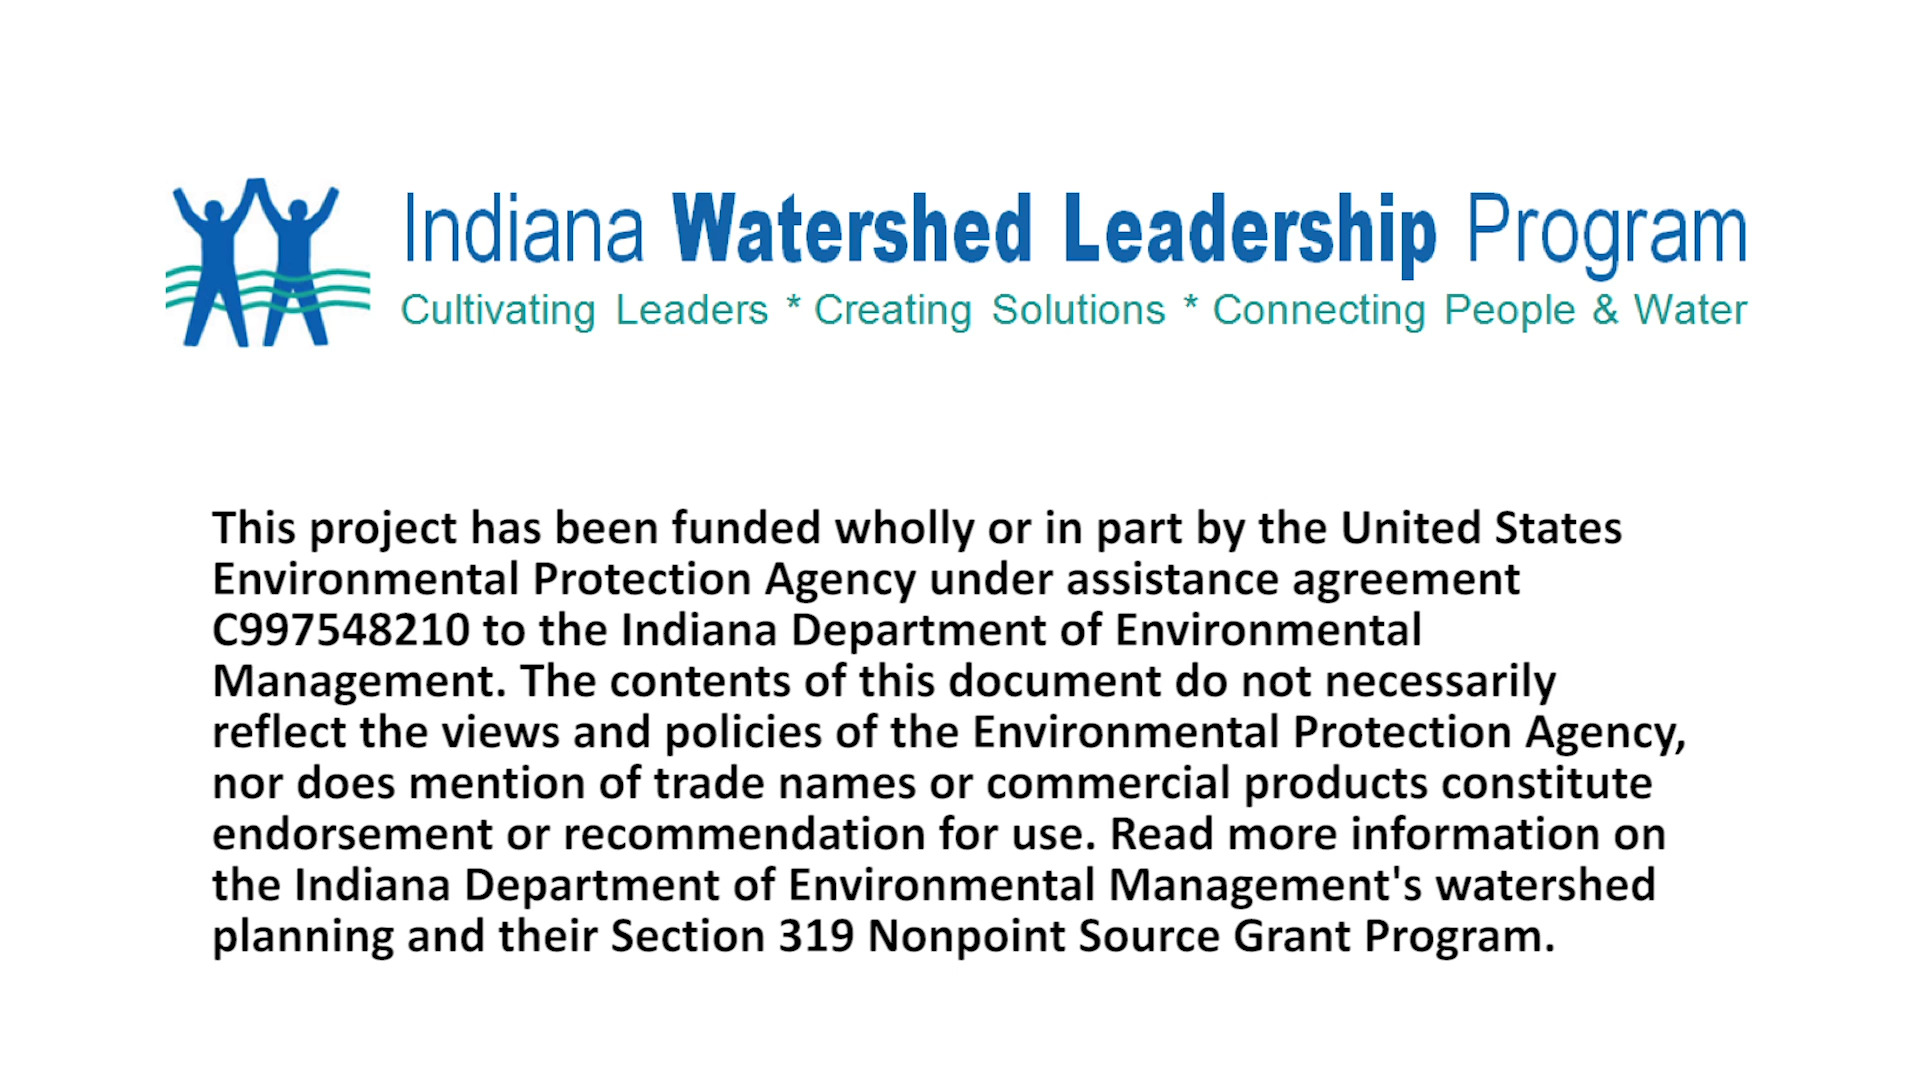 Indiana Watershed Leadership Program
Cultivating Leaders * Creating Solutions * Connecting People & Water
This project has been funded wholly or in part by the United States
Environmental Protection Agency under assistance agreement
C997548210 to the Indiana Department of Environmental
Management. The contents of this document do not necessarily
reflect the views and policies of the Environmental Protection Agency,
nor does mention of trade names or commercial products constitute
endorsement or recommendation for use. Read more information on
the Indiana Department of Environmental Management's watershed
planning and their Section 319 Nonpoint Source Grant Program.